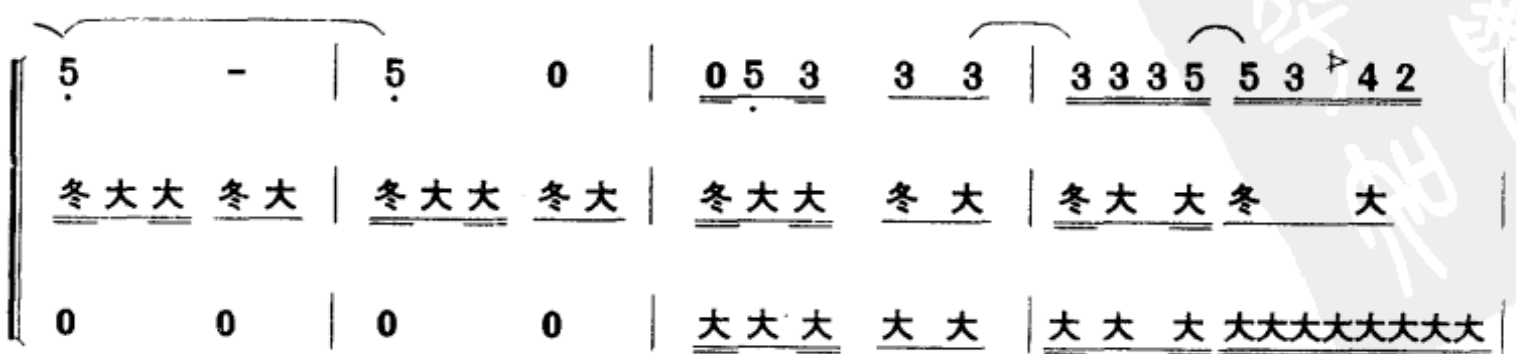 5 - | 5 0 | 0 5 3 3 3 | 3 3 3 5 5 3 4 2 |
冬 大 大 冬 大 | 冬 大 大 冬 大 | 冬 大 大 冬 大 | 冬 大 大 冬 大 |
0 0 | 0 0 | 大 大 大 大 大 | 大 大 大 大大大大大大大大 |